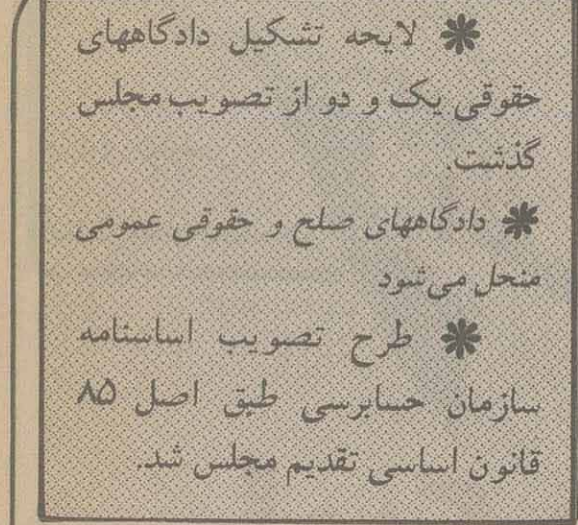 ✽ لایحه تشکیل دادگاههای
حقوقی یک و دو از تصویب مجلس
گذشت.
✽ دادگاههای صلح و حقوقی عمومی
منحل می‌شود
✽ طرح تصویب اساسنامه
سازمان حسابرسی طبق اصل ۸۵
قانون اساسی تقدیم مجلس شد.